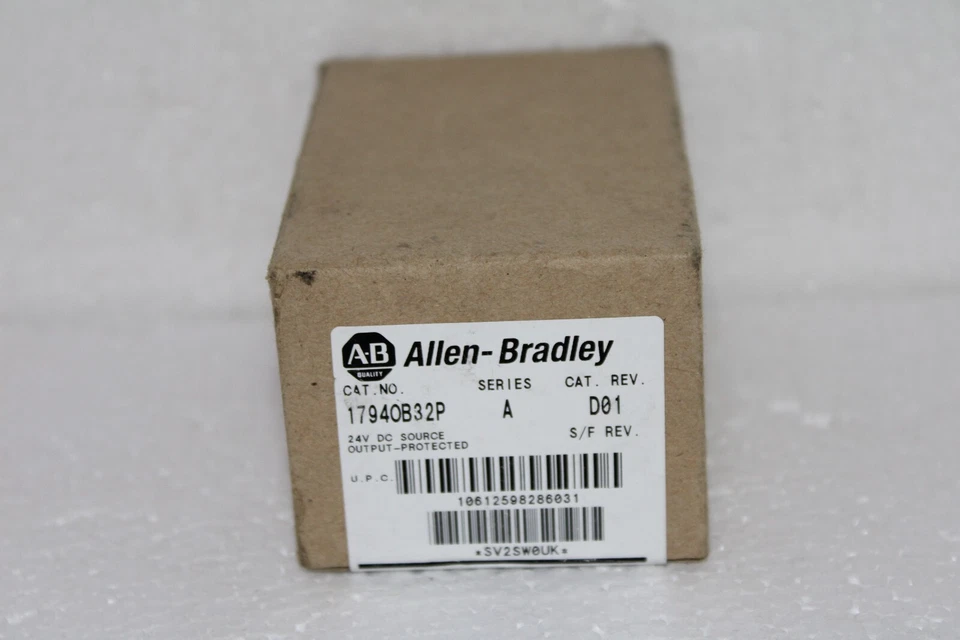 A-B Allen-Bradley
QUALITY
CAT.NO. SERIES CAT. REV.
1794OB32P A D01
24V DC SOURCE S/F REV.
OUTPUT-PROTECTED
U.P.C.
10612598286031
*SV2SW0UK*